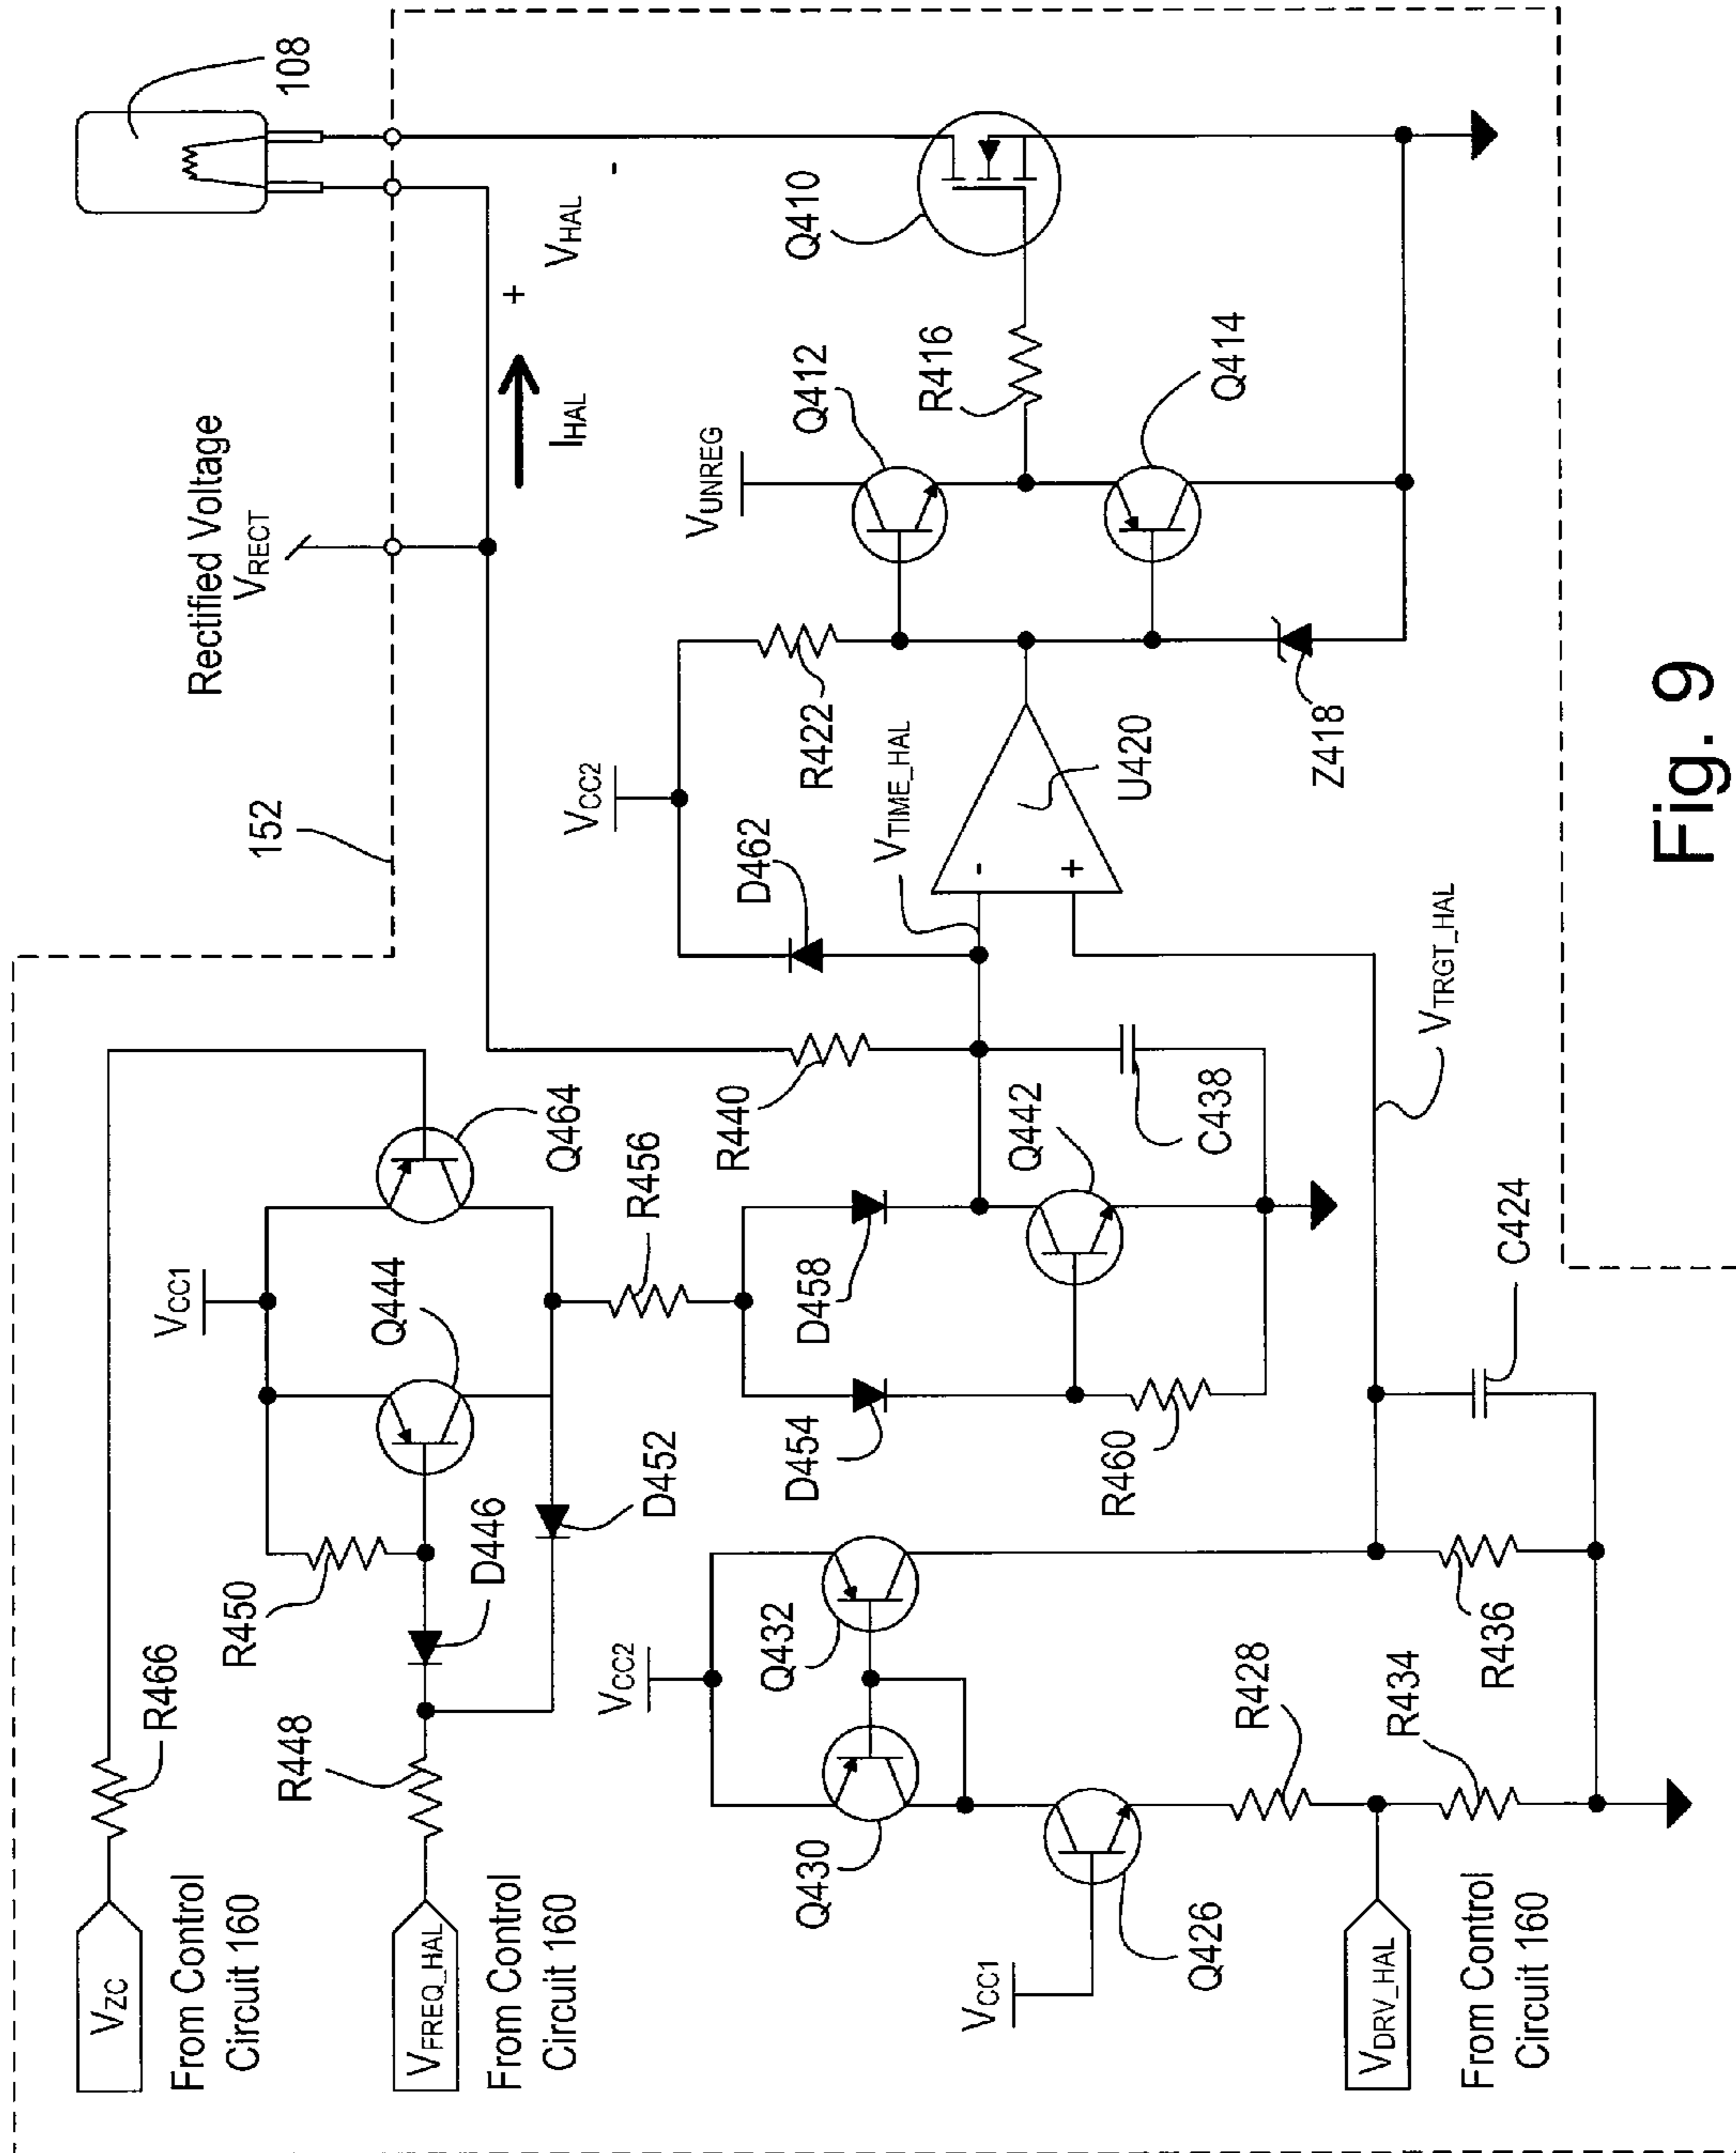 108
Rectified Voltage
VRECT
152
IHAL
+
VHAL
-
VCC2
D462
R422
VUNREG
Q412
R416
Q410
Q414
VTIME_HAL
-
+
U420
Z418
VCC1
Q444
Q464
R440
R456
R450
D446
D452
D458
D454
Q442
C438
R460
R466
R448
VZC
From Control
Circuit 160
VFREQ_HAL
From Control
Circuit 160
VCC2
Q432
Q430
VCC1
Q426
R428
R434
R436
C424
VTRGT_HAL
VDRV_HAL
From Control
Circuit 160
Fig. 9